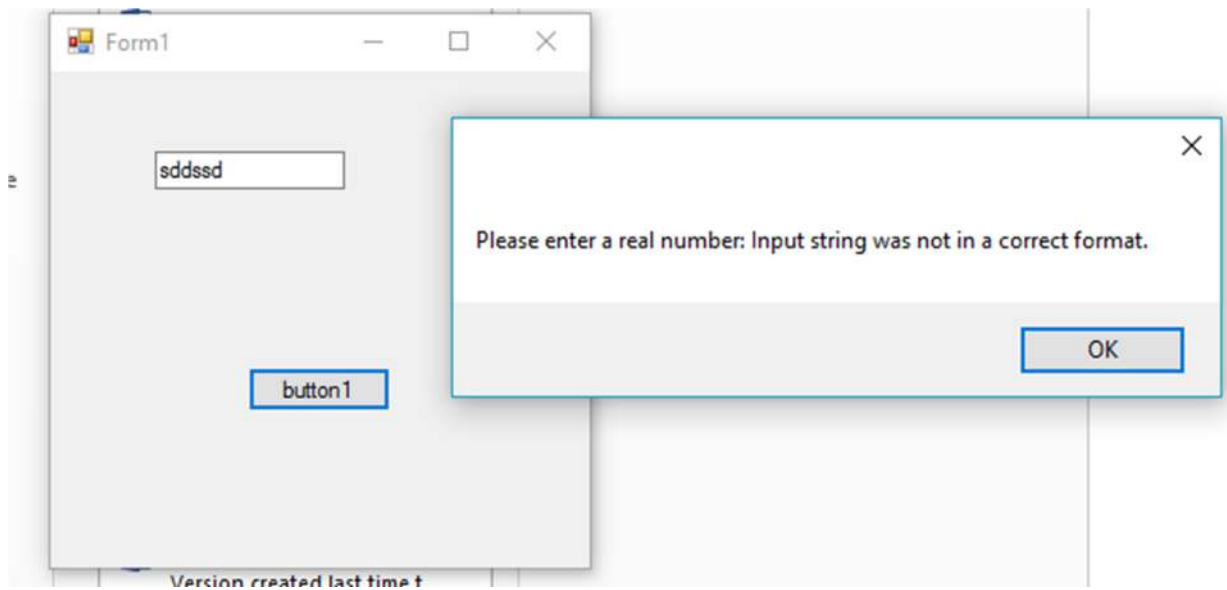 Form1
sddssd
Please enter a real number: Input string was not in a correct format.
OK
button1
Version created last time t